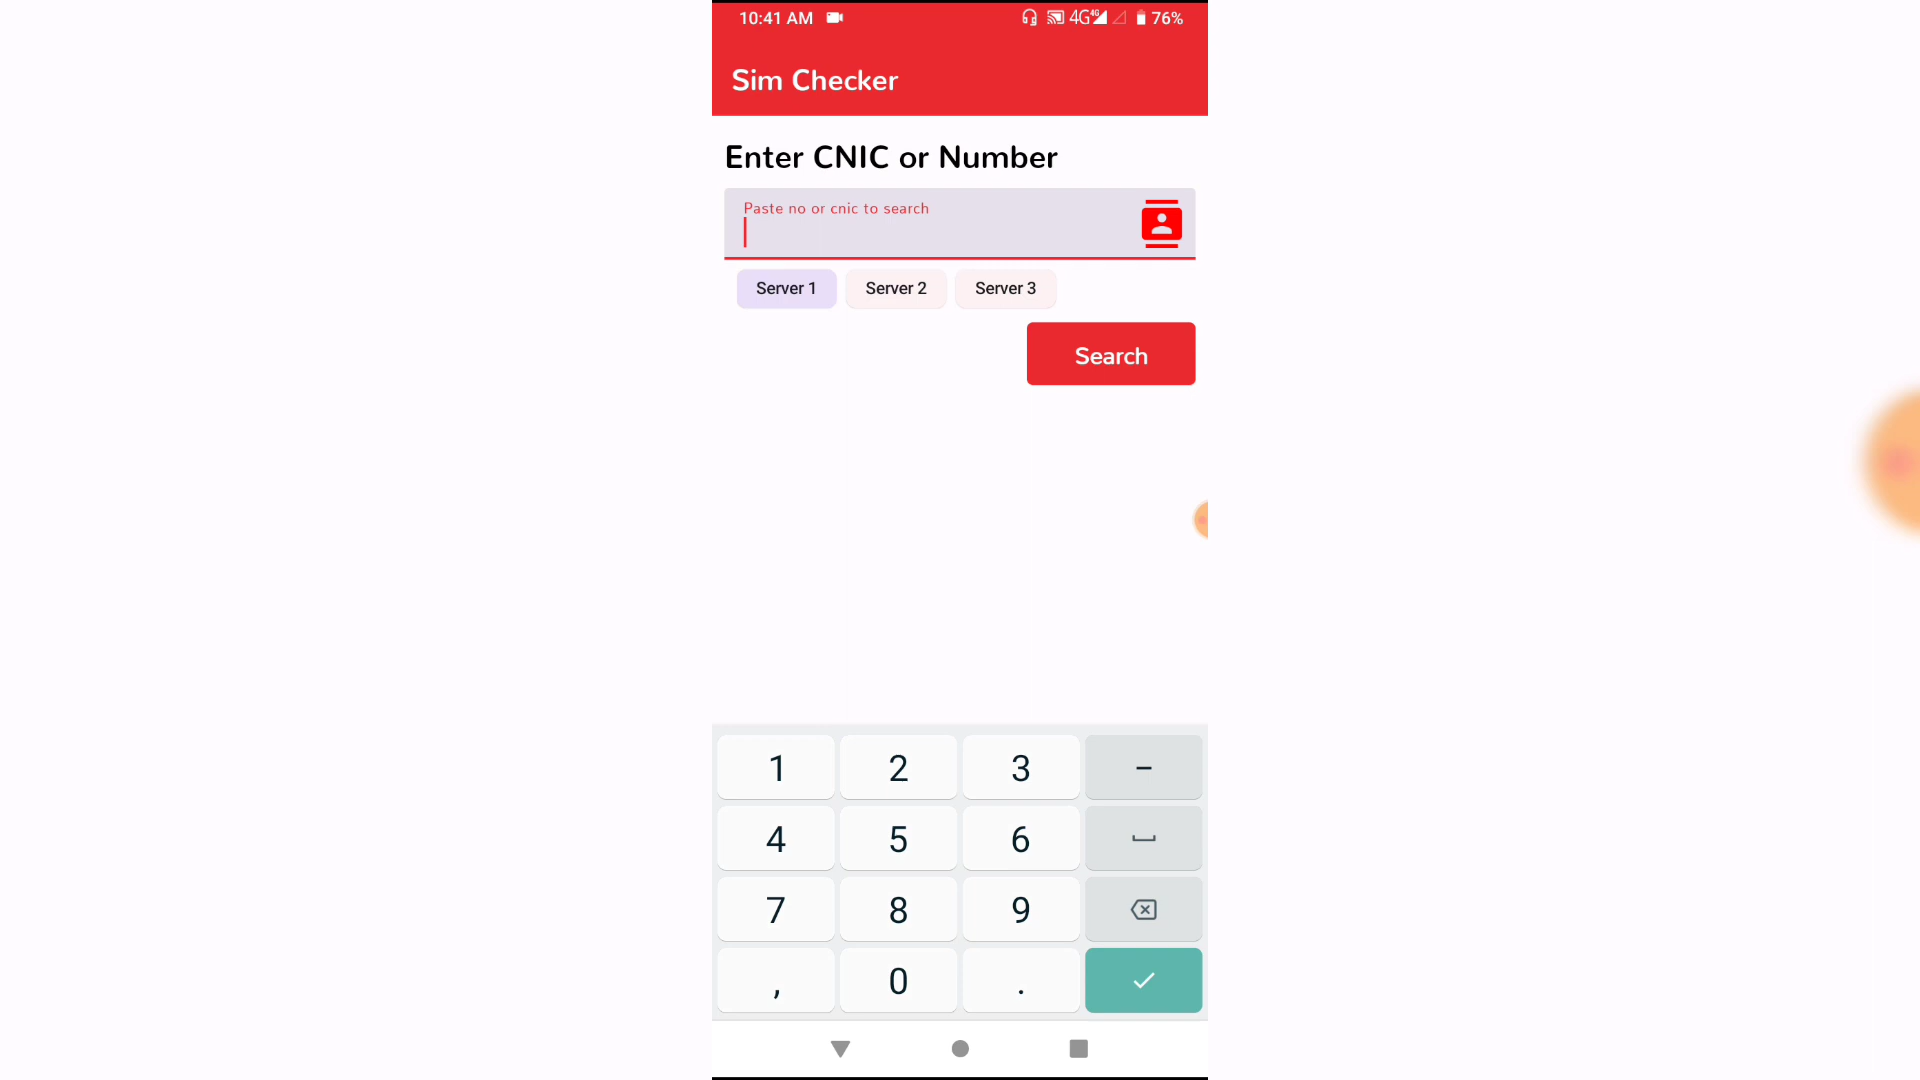 10:41 AM 4G 4G 76%
Sim Checker
Enter CNIC or Number
Paste no or cnic to search
Server 1 Server 2 Server 3
Search
1 2 3 –
4 5 6
7 8 9
, 0 .